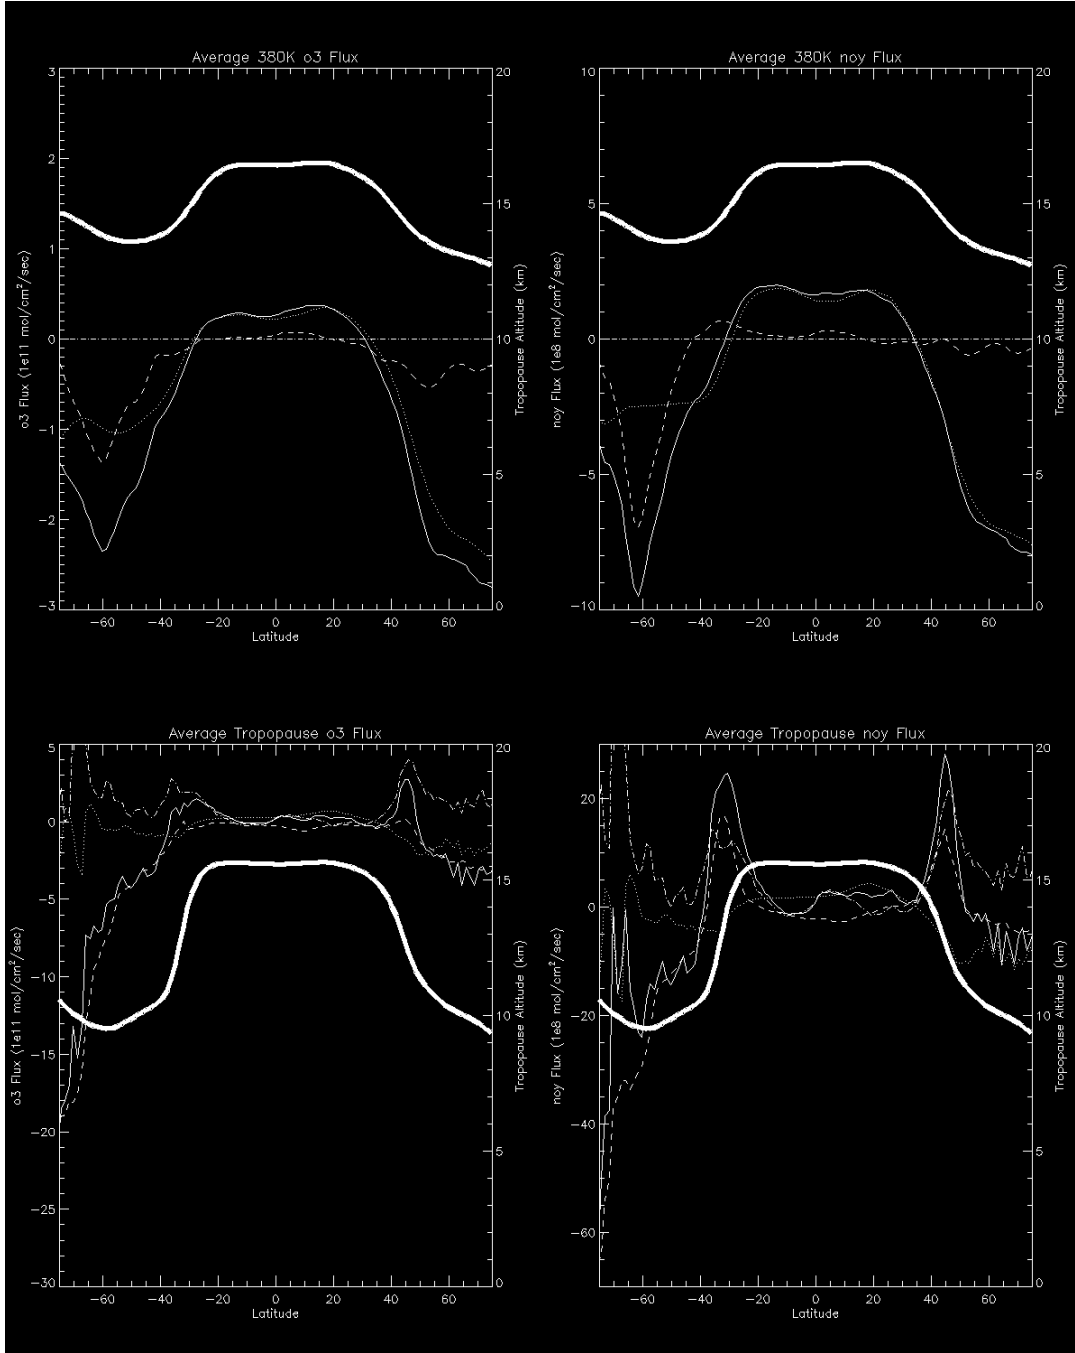 Average 380K o3 Flux
3
2
1
0
−1
−2
−3
20
15
10
5
0
o3 Flux (1e11 mol/cm²/sec)
Tropopause Altitude (km)
−60 −40 −20 0 20 40 60
Latitude
Average 380K noy Flux
10
5
0
−5
−10
20
15
10
5
0
noy Flux (1e8 mol/cm²/sec)
Tropopause Altitude (km)
−60 −40 −20 0 20 40 60
Latitude
Average Tropopause o3 Flux
5
0
−5
−10
−15
−20
−25
−30
20
15
10
5
0
o3 Flux (1e11 mol/cm²/sec)
Tropopause Altitude (km)
−60 −40 −20 0 20 40 60
Latitude
Average Tropopause noy Flux
20
0
−20
−40
−60
20
15
10
5
0
noy Flux (1e8 mol/cm²/sec)
Tropopause Altitude (km)
−60 −40 −20 0 20 40 60
Latitude